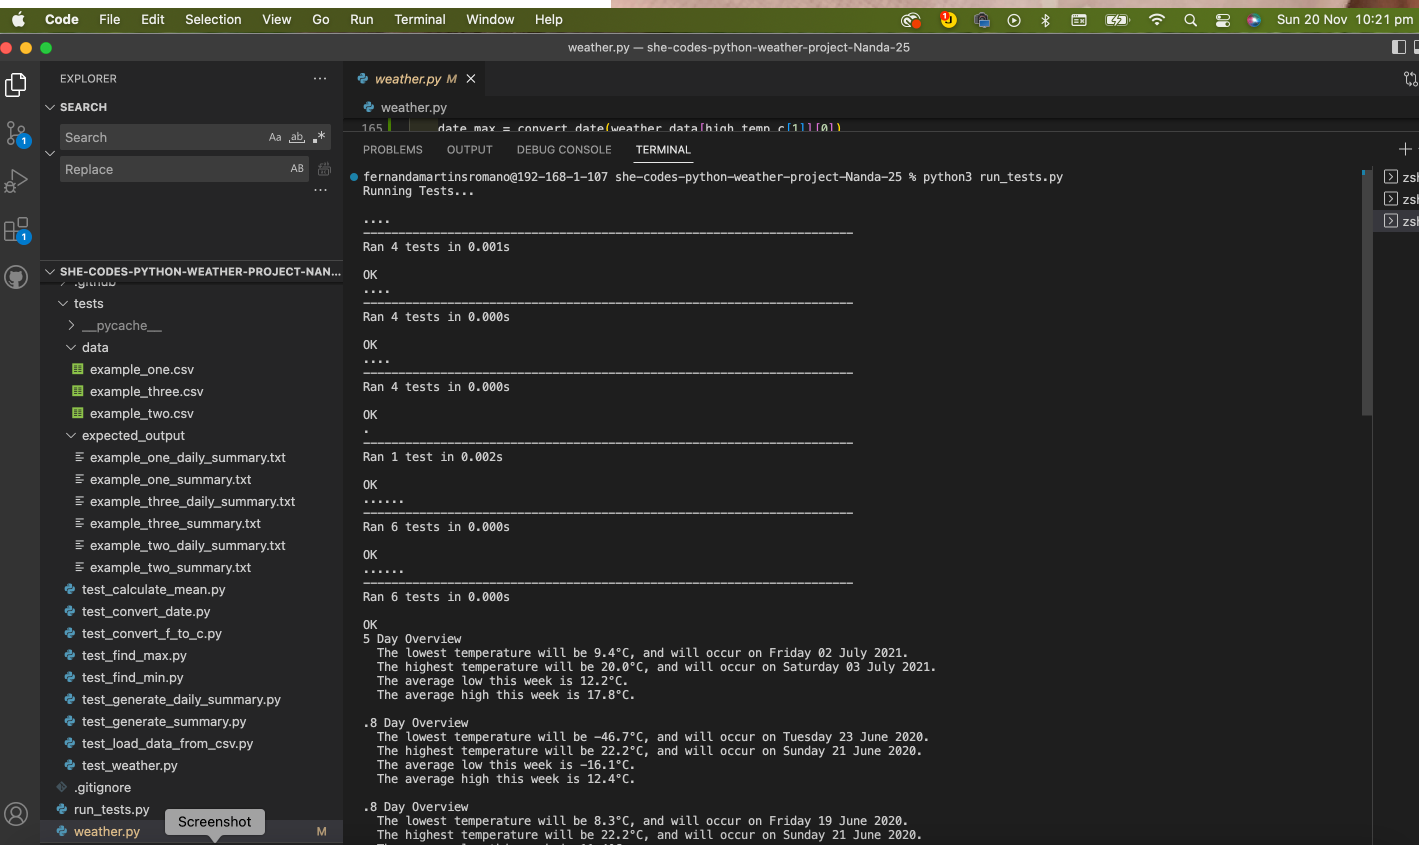 Code File Edit Selection View Go Run Terminal Window Help 1 Sun 20 Nov 10:21 pm
weather.py — she-codes-python-weather-project-Nanda-25
EXPLORER
SEARCH
Search Aa ab
Replace AB
1
1
SHE-CODES-PYTHON-WEATHER-PROJECT-NAN...
.github
tests
__pycache__
data
example_one.csv
example_three.csv
example_two.csv
expected_output
example_one_daily_summary.txt
example_one_summary.txt
example_three_daily_summary.txt
example_three_summary.txt
example_two_daily_summary.txt
example_two_summary.txt
test_calculate_mean.py
test_convert_date.py
test_convert_f_to_c.py
test_find_max.py
test_find_min.py
test_generate_daily_summary.py
test_generate_summary.py
test_load_data_from_csv.py
test_weather.py
.gitignore
run_tests.py
Screenshot
weather.py M
weather.py M
weather.py
165 date_max = convert_date(weather_data[high_temp_c[1]][0])
PROBLEMS OUTPUT DEBUG CONSOLE TERMINAL
fernandamartinsromano@192-168-1-107 she-codes-python-weather-project-Nanda-25 % python3 run_tests.py
Running Tests...
....
----------------------------------------------------------------------
Ran 4 tests in 0.001s
OK
....
----------------------------------------------------------------------
Ran 4 tests in 0.000s
OK
....
----------------------------------------------------------------------
Ran 4 tests in 0.000s
OK
.
----------------------------------------------------------------------
Ran 1 test in 0.002s
OK
......
----------------------------------------------------------------------
Ran 6 tests in 0.000s
OK
......
----------------------------------------------------------------------
Ran 6 tests in 0.000s
OK
5 Day Overview
The lowest temperature will be 9.4°C, and will occur on Friday 02 July 2021.
The highest temperature will be 20.0°C, and will occur on Saturday 03 July 2021.
The average low this week is 12.2°C.
The average high this week is 17.8°C.
.8 Day Overview
The lowest temperature will be -46.7°C, and will occur on Tuesday 23 June 2020.
The highest temperature will be 22.2°C, and will occur on Sunday 21 June 2020.
The average low this week is -16.1°C.
The average high this week is 12.4°C.
.8 Day Overview
The lowest temperature will be 8.3°C, and will occur on Friday 19 June 2020.
The highest temperature will be 22.2°C, and will occur on Sunday 21 June 2020.
zsh
zsh
zsh